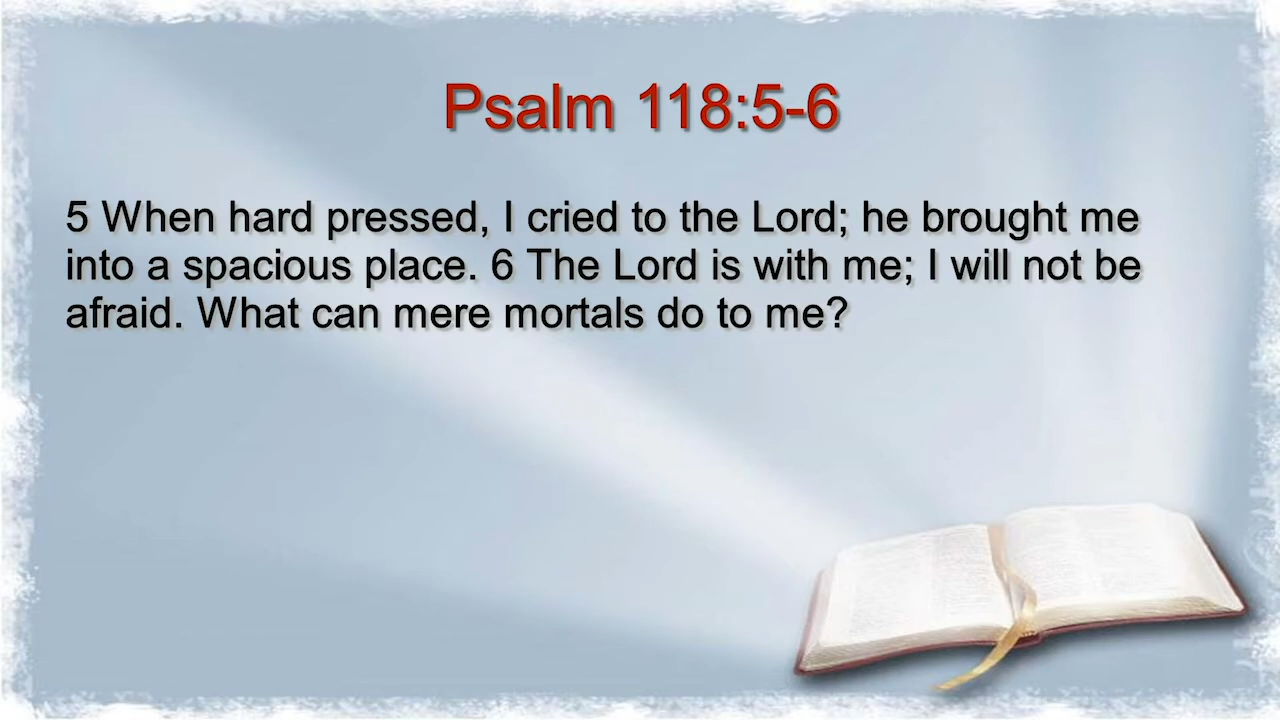 Psalm 118:5-6
5 When hard pressed, I cried to the Lord; he brought me
into a spacious place. 6 The Lord is with me; I will not be
afraid. What can mere mortals do to me?